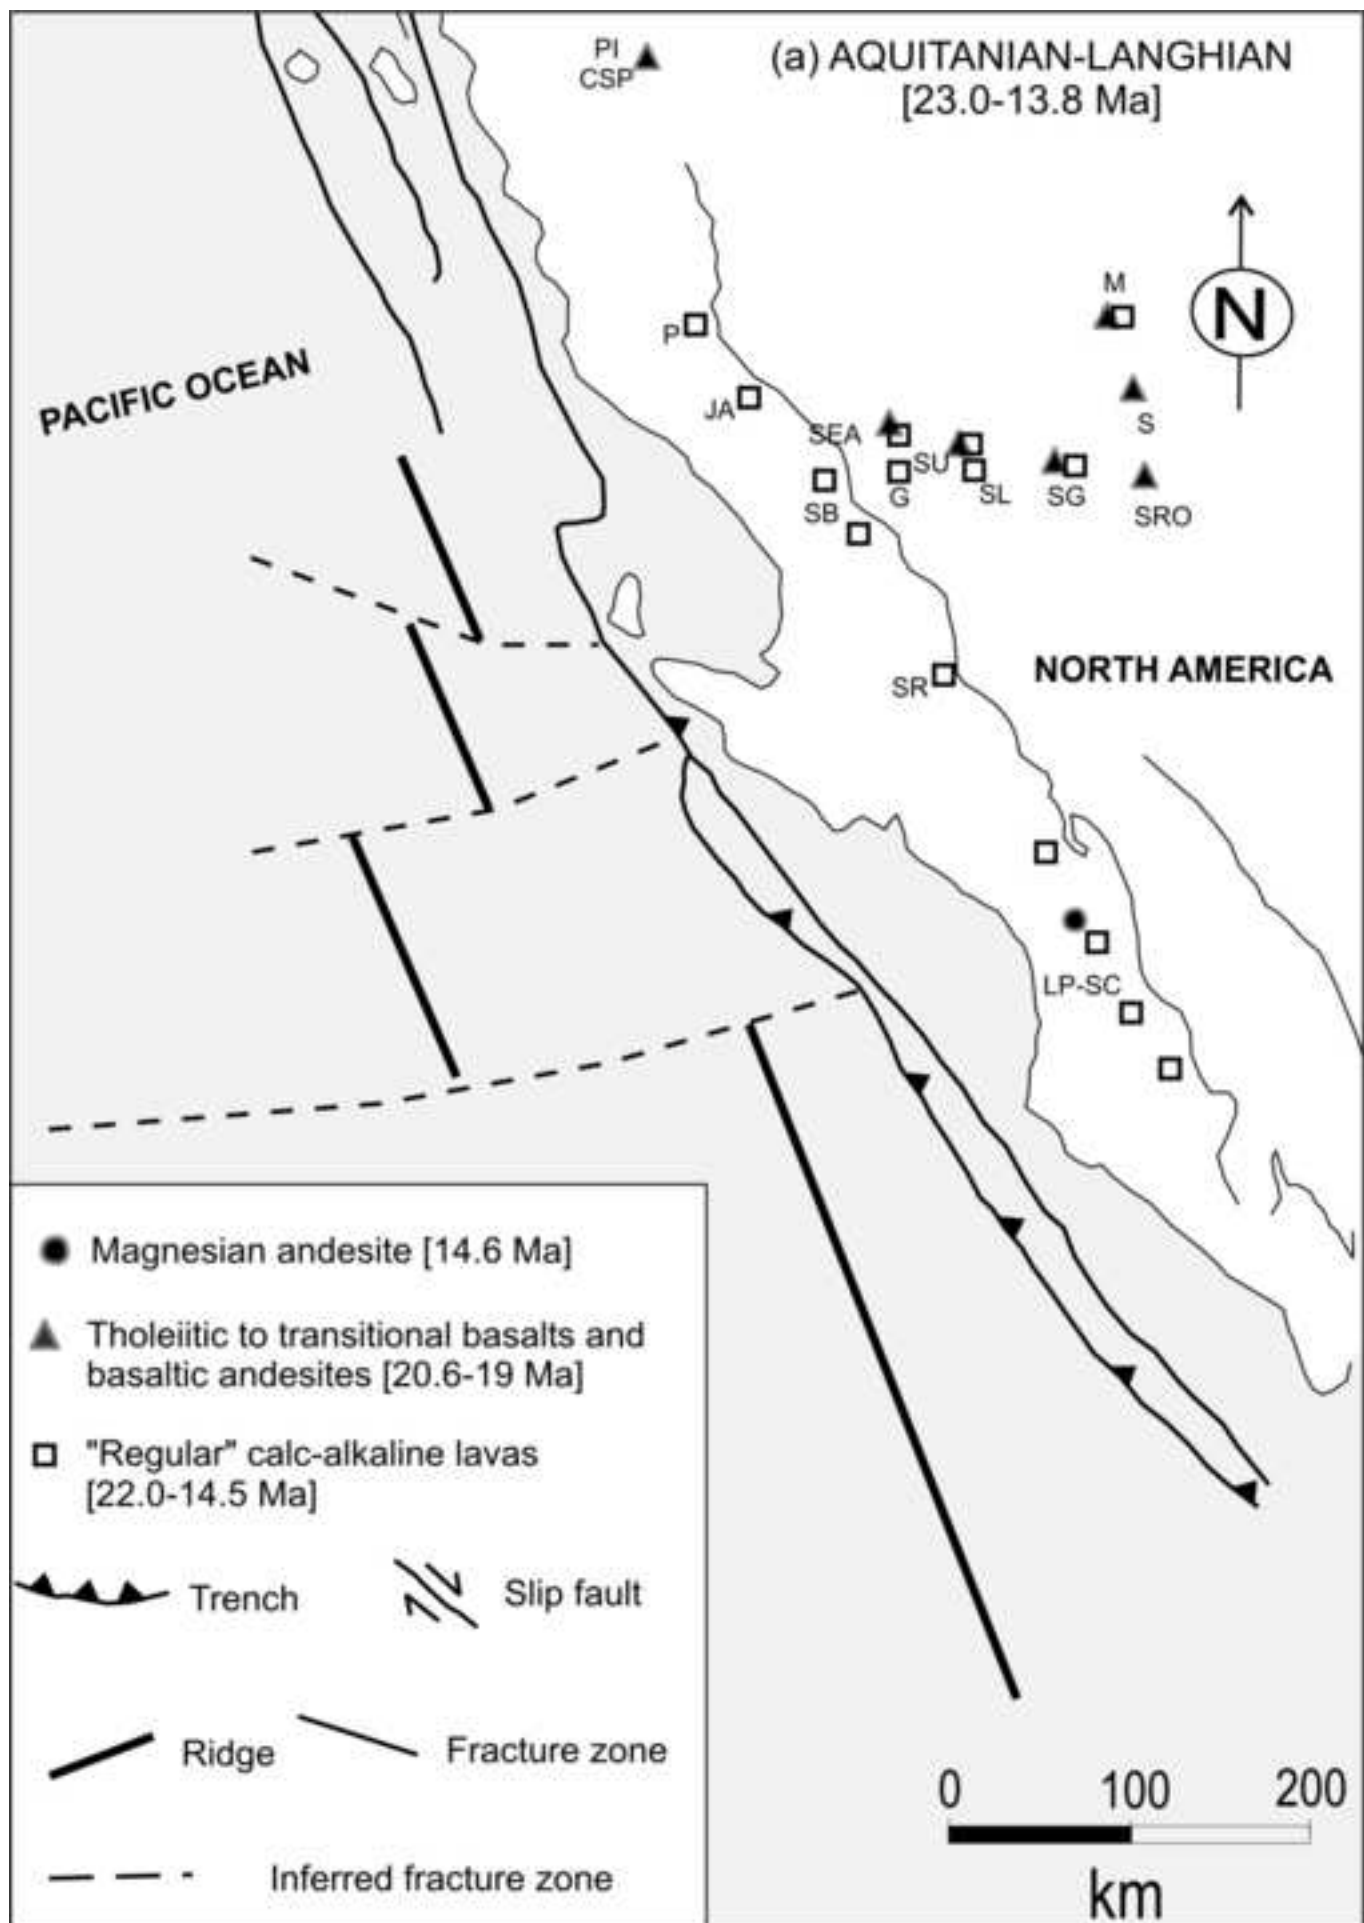 PI
CSP
(a) AQUITANIAN-LANGHIAN
[23.0-13.8 Ma]
M
N
P
PACIFIC OCEAN
JA
SEA
S
SU
G
SL
SG
SB
SRO
SR
NORTH AMERICA
LP-SC
Magnesian andesite [14.6 Ma]
Tholeiitic to transitional basalts and
basaltic andesites [20.6-19 Ma]
"Regular" calc-alkaline lavas
[22.0-14.5 Ma]
Trench
Slip fault
Ridge
Fracture zone
Inferred fracture zone
0 100 200
km